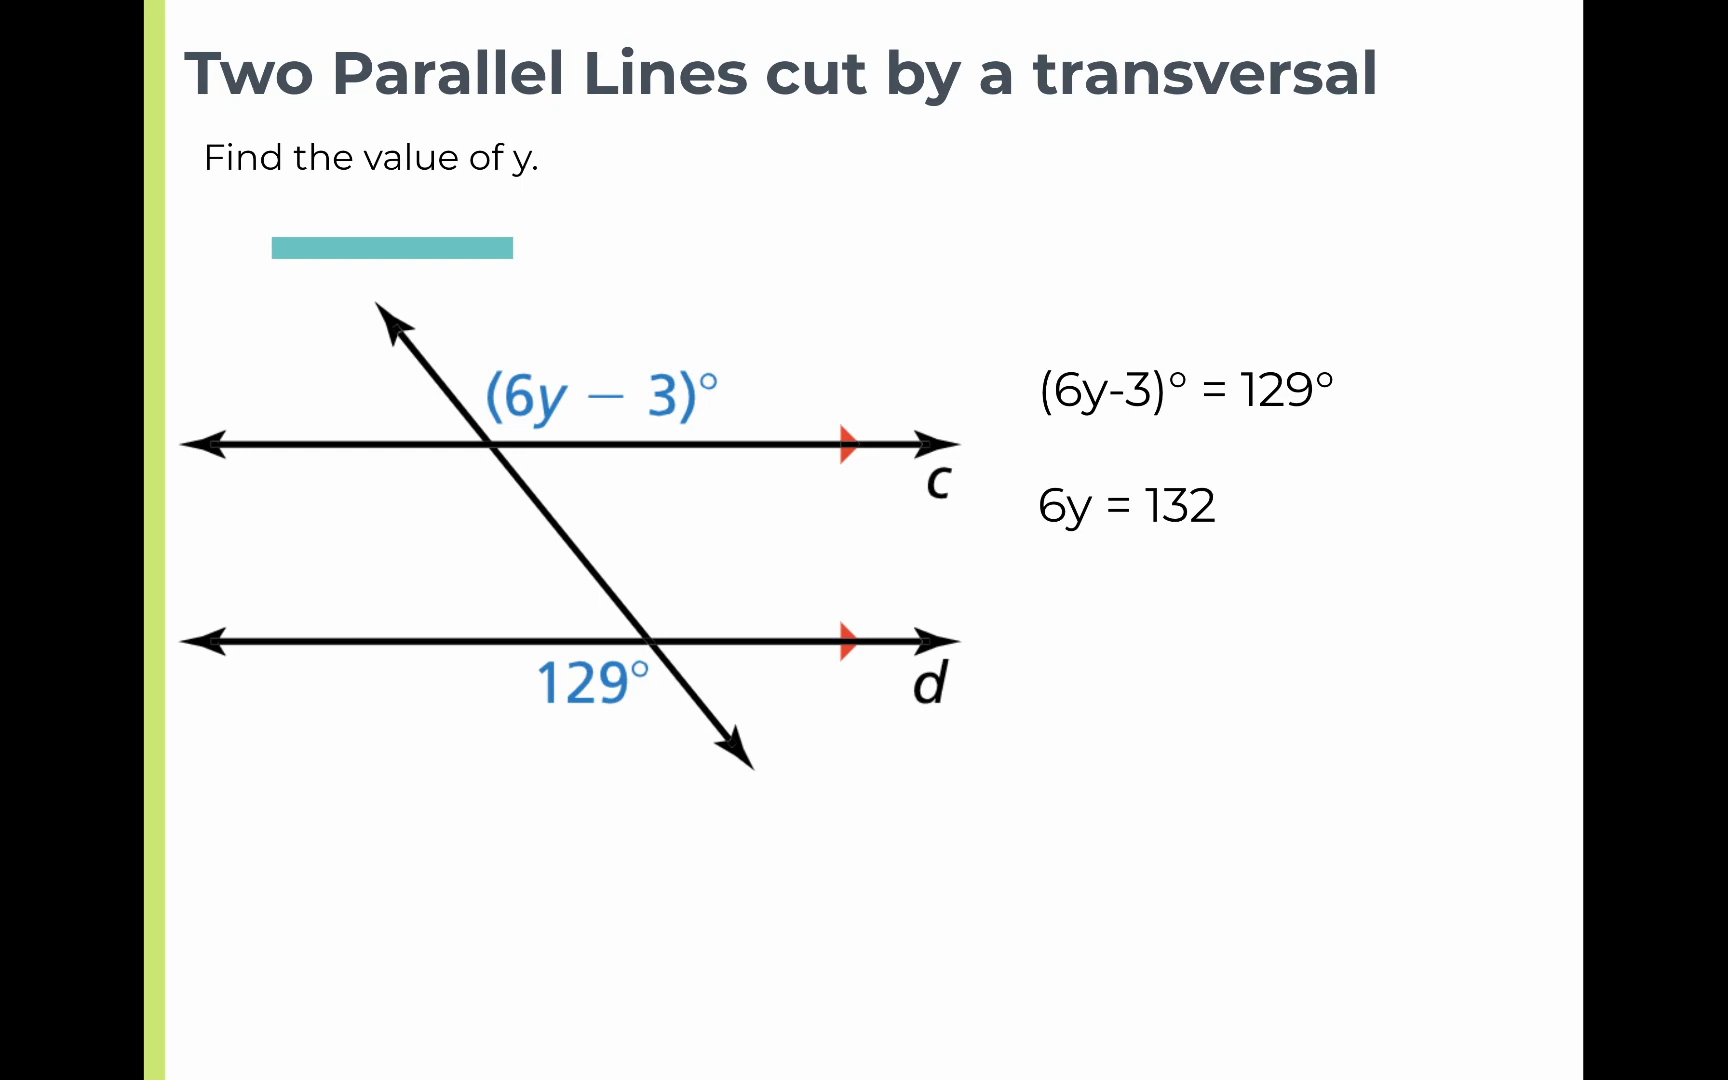 Two Parallel Lines cut by a transversal
Find the value of y.
(6y − 3)°
(6y-3)° = 129°
c
6y = 132
129°
d